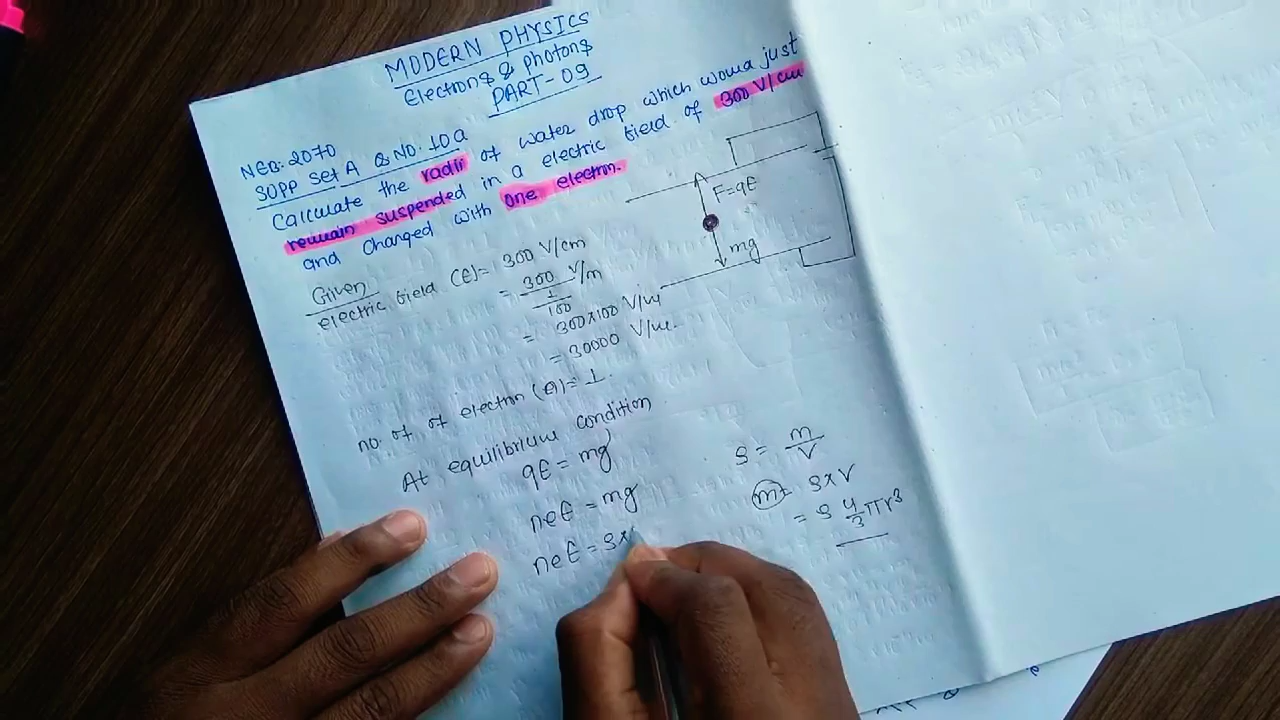 MODERN PHYSICS
Electrons & photons
PART-09
NEB: 2070
SUPP Set A Q.NO. 10a
Calculate the radii of water drop which would just
remain suspended in a electric field of 300 V/cm
and charged with one electron.
Given
electric field (E) = 300 V/cm
= 300 V/m
1/100
= 300×100 V/m
= 30000 V/m.
no. of of electron (n) = 1.
At equilibrium condition
qE = mg
neE = mg
neE = ρ×
F=qE
mg
ρ = m/V
m = ρ×V
= ρ 4/3 πr³